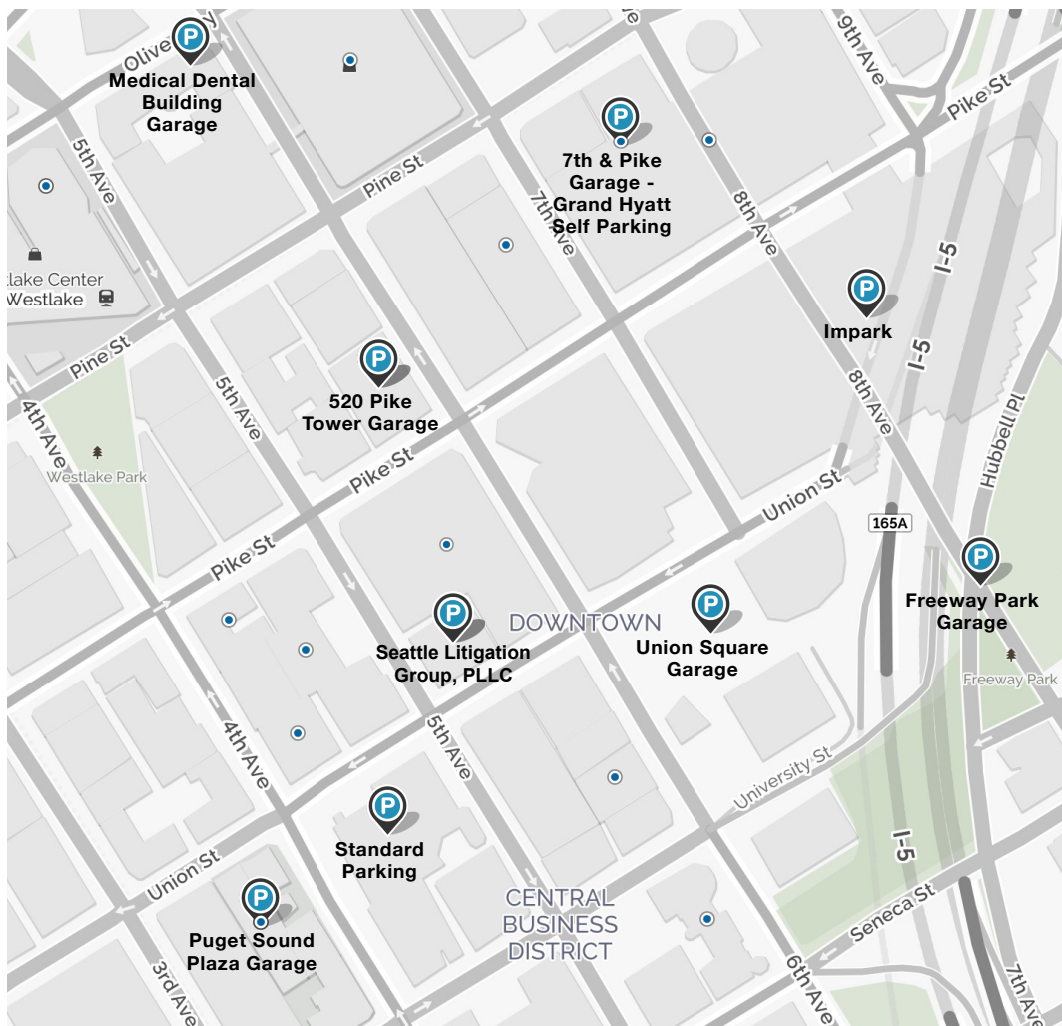 Olive
P
Medical Dental
Building
Garage
Ave
9th Ave
Pike St
5th Ave
Pine St
P
7th & Pike
Garage -
Grand Hyatt
Self Parking
7th Ave
8th Ave
I-5
tlake Center
Westlake
P
Impark
I-5
Pine St
5th Ave
P
520 Pike
Tower Garage
8th Ave
Hubbell Pl
4th Ave
Westlake Park
Pike St
Union St
165A
Pike St
P
Freeway Park
Garage
P
Seattle Litigation
Group, PLLC
DOWNTOWN
P
Union Square
Garage
Freeway Park
4th Ave
5th Ave
University St
P
Standard
Parking
I-5
Union St
P
Puget Sound
Plaza Garage
CENTRAL
BUSINESS
DISTRICT
Seneca St
3rd Ave
6th Ave
7th Ave